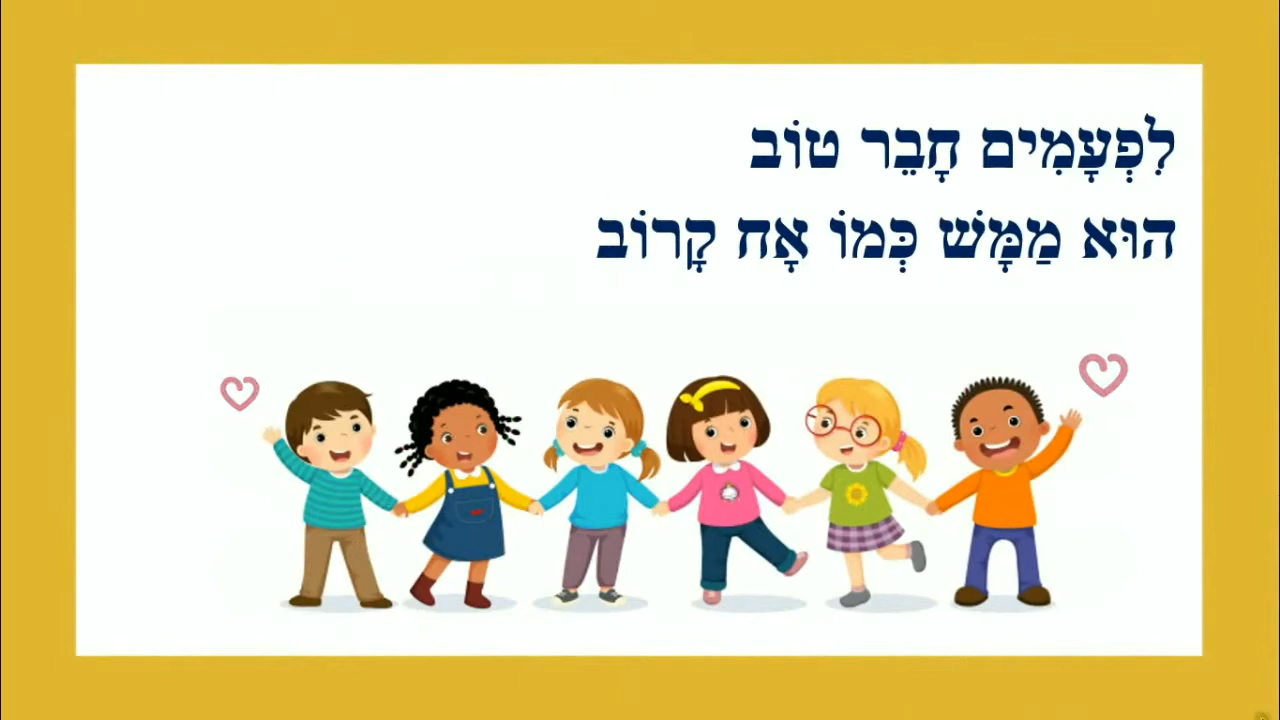 לִפְעָמִים חָבֵר טוֹב
הוּא מַמָּשׁ כְּמוֹ אָח קָרוֹב